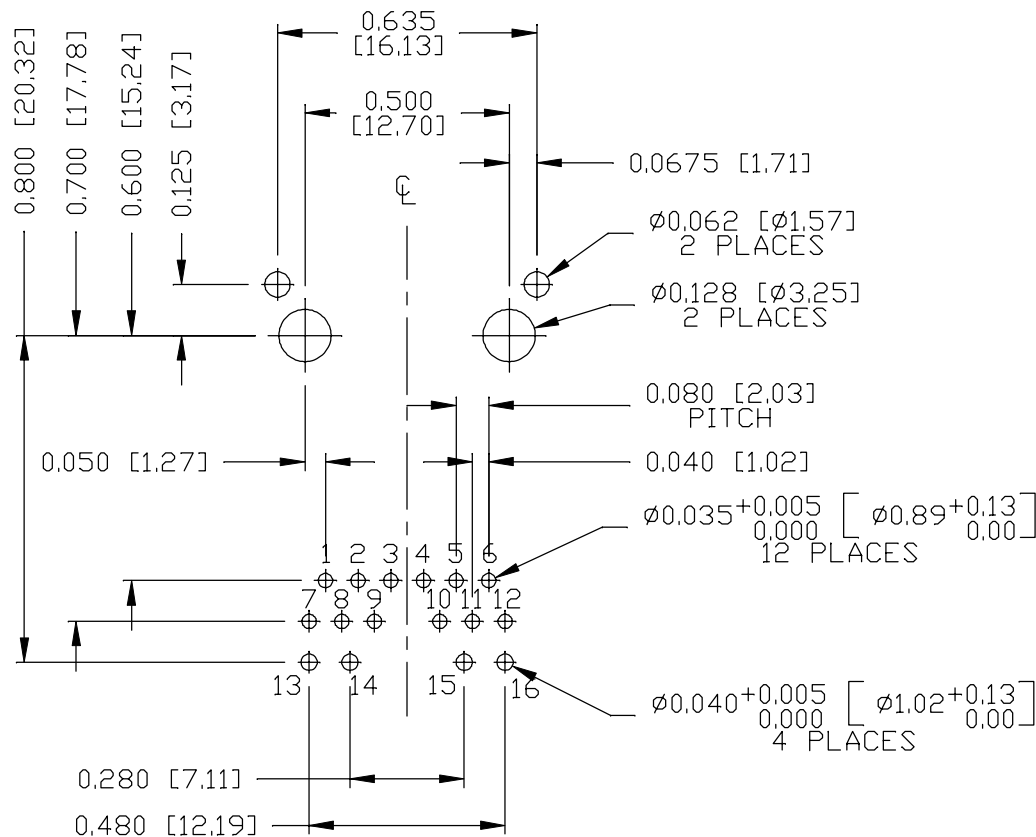 0.635
[16.13]
0.800 [20.32]
0.700 [17.78]
0.600 [15.24]
0.125 [3.17]
0.500
[12.70]
0.0675 [1.71]
℄
Ø0.062 [Ø1.57]
2 PLACES
Ø0.128 [Ø3.25]
2 PLACES
0.080 [2.03]
PITCH
0.050 [1.27]
0.040 [1.02]
Ø0.035 +0.005 0.000 [Ø0.89 +0.13 0.00]
12 PLACES
1 2 3 4 5 6
7 8 9 10 11 12
13 14 15 16
Ø0.040 +0.005 0.000 [Ø1.02 +0.13 0.00]
4 PLACES
0.280 [7.11]
0.480 [12.19]